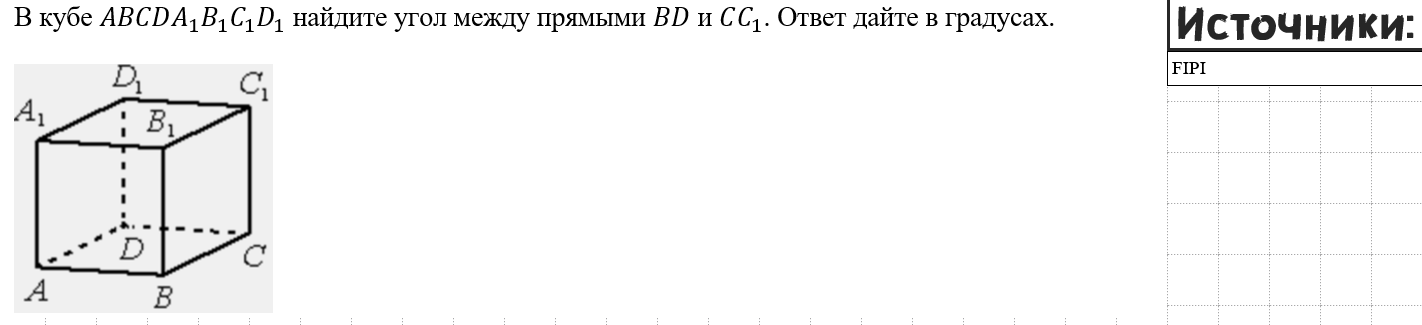 В кубе ABCDA₁B₁C₁D₁ найдите угол между прямыми BD и CC₁. Ответ дайте в градусах.
Источники:
FIPI
D₁
C₁
A₁
B₁
D
C
A
B